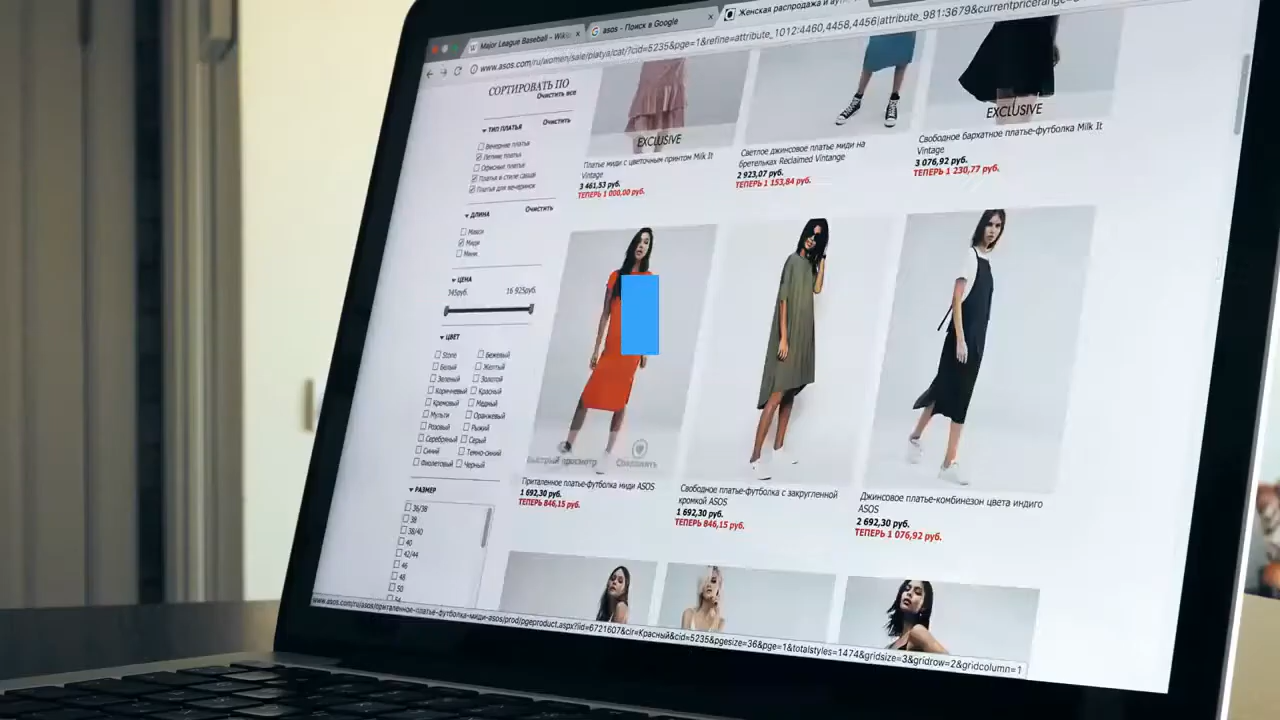 Major League Baseball - Wiki
asos - Поиск в Google
Женская распродажа и аут
www.asos.com/ru/women/sale/platya/cat/?cid=5235&pge=1&refine=attribute_1012:4460,4458,4456|attribute_981:3679&currentpricerange=
СОРТИРОВАТЬ ПО
Очистить все
ТИП ПЛАТЬЯ
Очистить
Вечерние платья
Летние платья
Офисные платья
Платья в стиле casual
Платья для вечеринок
ДЛИНА
Очистить
Макси
Миди
Мини
ЦЕНА
345руб.
16 925руб.
ЦВЕТ
Stone
Бежевый
Белый
Желтый
Зеленый
Золотой
Коричневый
Красный
Кремовый
Медный
Мульти
Оранжевый
Розовый
Рыжий
Серебряный
Серый
Синий
Темно-синий
Фиолетовый
Черный
РАЗМЕР
36/38
38
38/40
40
42/44
46
48
50
EXCLUSIVE
Платье миди с цветочным принтом Milk It
Vintage
3 461,53 руб.
ТЕПЕРЬ 1 000,00 руб.
Светлое джинсовое платье миди на
бретельках Reclaimed Vintange
2 923,07 руб.
ТЕПЕРЬ 1 153,84 руб.
EXCLUSIVE
Свободное бархатное платье-футболка Milk It
Vintage
3 076,92 руб.
ТЕПЕРЬ 1 230,77 руб.
Быстрый просмотр
Сохранить
Приталенное платье-футболка миди ASOS
1 692,30 руб.
ТЕПЕРЬ 846,15 руб.
Свободное платье-футболка с закругленной
кромкой ASOS
1 692,30 руб.
ТЕПЕРЬ 846,15 руб.
Джинсовое платье-комбинезон цвета индиго
ASOS
2 692,30 руб.
ТЕПЕРЬ 1 076,92 руб.
www.asos.com/ru/asos/приталенное-платье-футболка-миди-asos/prod/pgeproduct.aspx?iid=6721607&clr=Красный&cid=5235&pgesize=36&pge=1&totalstyles=1474&gridsize=3&gridrow=2&gridcolumn=1